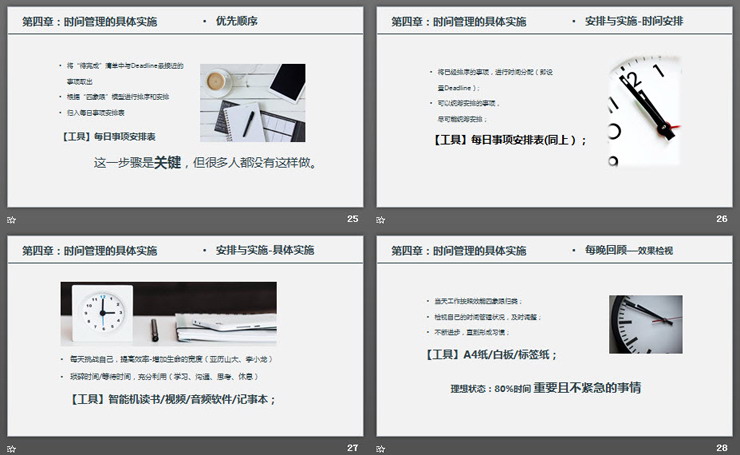 第四章：时间管理的具体实施
• 优先顺序
• 将“待完成”清单中与Deadline最接近的
事项取出
• 根据“四象限”模型进行排序和安排
• 归入每日事项安排表
【工具】每日事项安排表
这一步骤是关键，但很多人都没有这样做。
25
第四章：时间管理的具体实施
• 安排与实施-时间安排
• 将已经排序的事项，进行时间分配（即设
置Deadline）；
• 可以统筹安排的事项，
尽可能统筹安排；
【工具】每日事项安排表(同上）；
12
1
26
第四章：时间管理的具体实施
• 安排与实施-具体实施
• 每天挑战自己，提高效率-增加生命的宽度（亚历山大、李小龙）
• 琐碎时间/等待时间，充分利用（学习、沟通、思考、休息）
【工具】智能机读书/视频/音频软件/记事本；
27
第四章：时间管理的具体实施
• 每晚回顾—效果检视
• 当天工作按照效能四象限归类；
• 检视自己的时间管理状况，及时调整；
• 不断进步，直到形成习惯；
【工具】A4纸/白板/标签纸；
理想状态：80%时间 重要且不紧急的事情
28